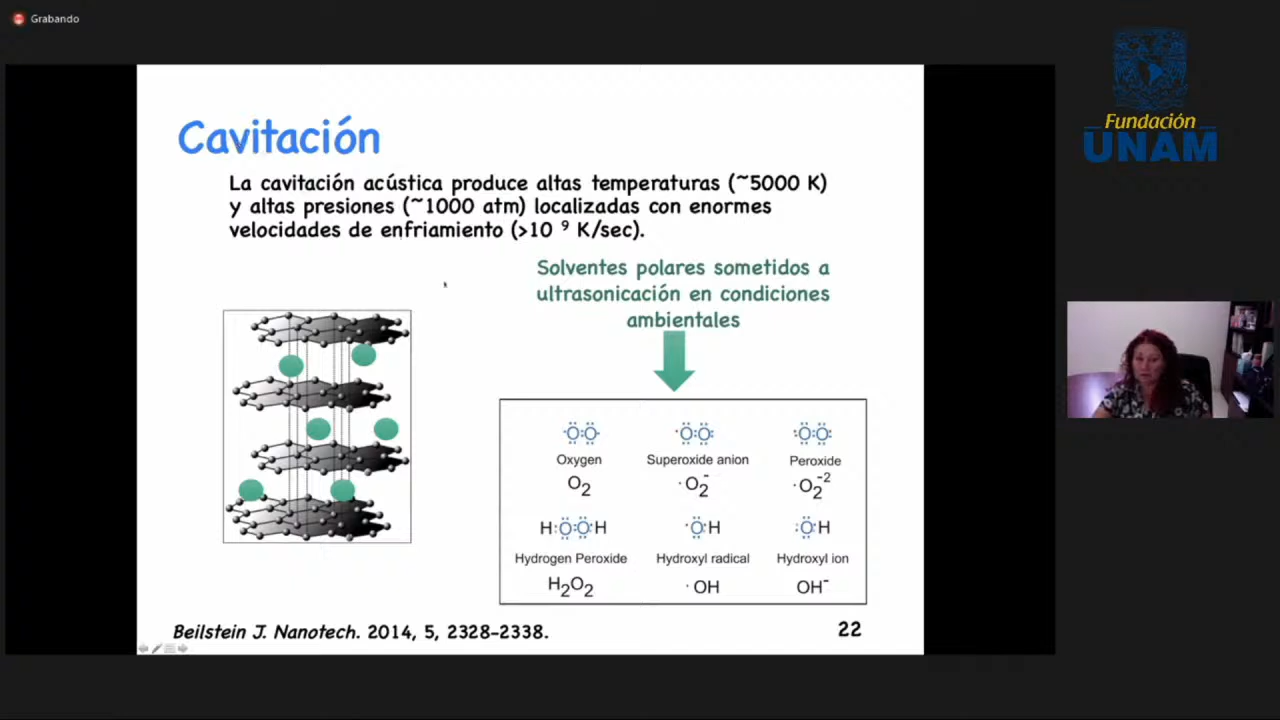 Grabando
Fundación
UNAM
Cavitación
La cavitación acústica produce altas temperaturas (~5000 K)
y altas presiones (~1000 atm) localizadas con enormes
velocidades de enfriamiento (>10 ⁹ K/sec).
Solventes polares sometidos a
ultrasonicación en condiciones
ambientales
·Ö:Ö· ·Ö:Ö: ·Ö:Ö:
Oxygen Superoxide anion Peroxide
O₂ ·O₂⁻ ·O₂⁻²
H:Ö:Ö:H ·Ö:H :Ö:H
Hydrogen Peroxide Hydroxyl radical Hydroxyl ion
H₂O₂ ·OH OH⁻
Beilstein J. Nanotech. 2014, 5, 2328-2338.
22